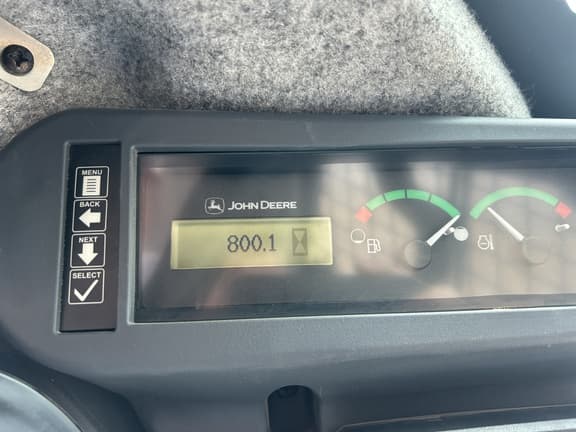 MENU
BACK
NEXT
SELECT
JOHN DEERE
800.1